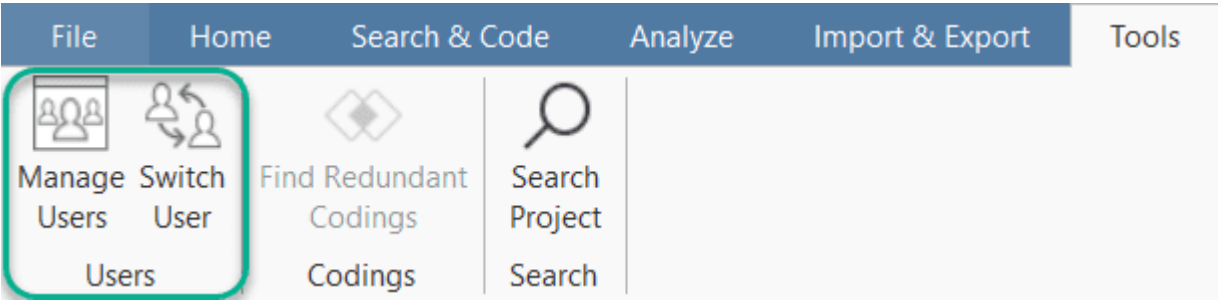 File Home Search & Code Analyze Import & Export Tools
Manage Switch Find Redundant Search
Users User Codings Project
Users Codings Search